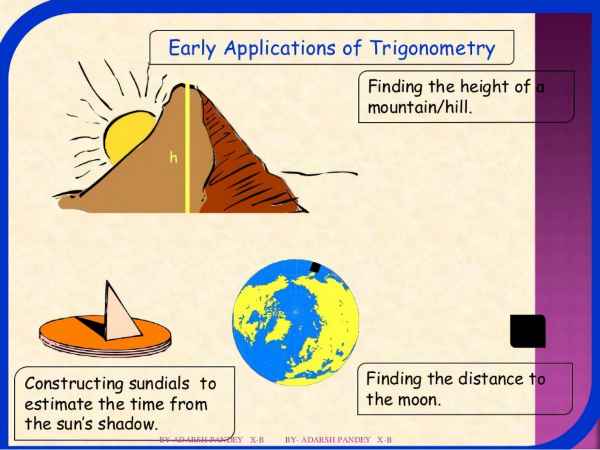 Early Applications of Trigonometry
Finding the height of a
mountain/hill.
h
Constructing sundials to
estimate the time from
the sun's shadow.
Finding the distance to
the moon.
BY- ADARSH PANDEY X-B BY- ADARSH PANDEY X-B